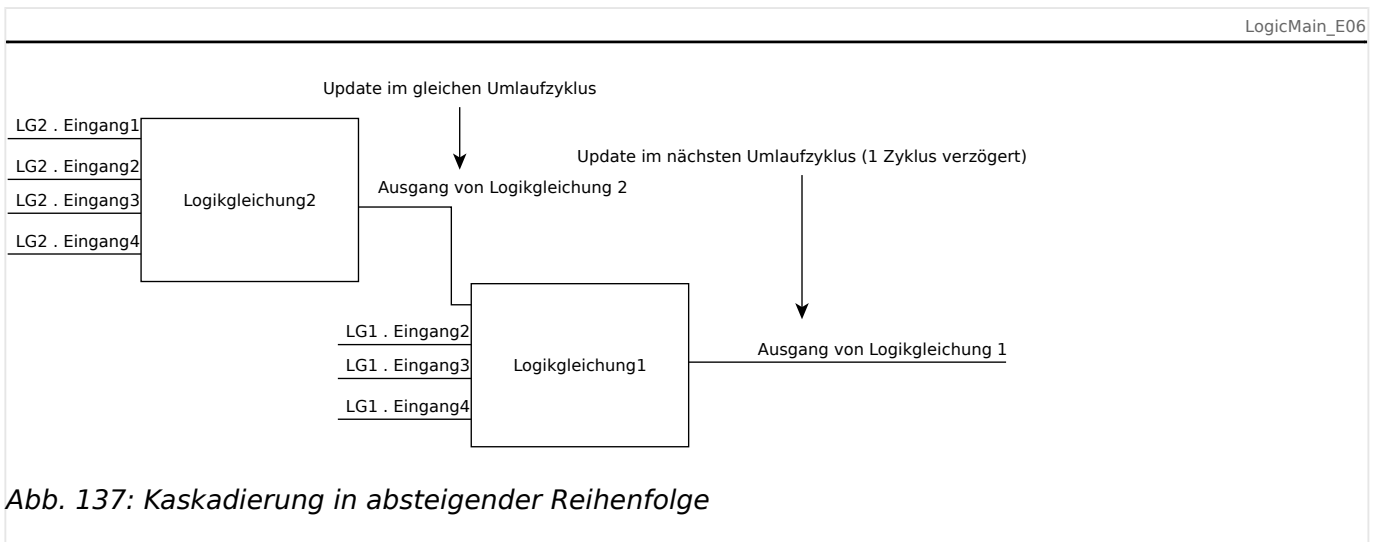 LogicMain_E06
Update im gleichen Umlaufzyklus
LG2 . Eingang1
LG2 . Eingang2
LG2 . Eingang3
LG2 . Eingang4
Logikgleichung2
Ausgang von Logikgleichung 2
Update im nächsten Umlaufzyklus (1 Zyklus verzögert)
LG1 . Eingang2
LG1 . Eingang3
LG1 . Eingang4
Logikgleichung1
Ausgang von Logikgleichung 1
Abb. 137: Kaskadierung in absteigender Reihenfolge